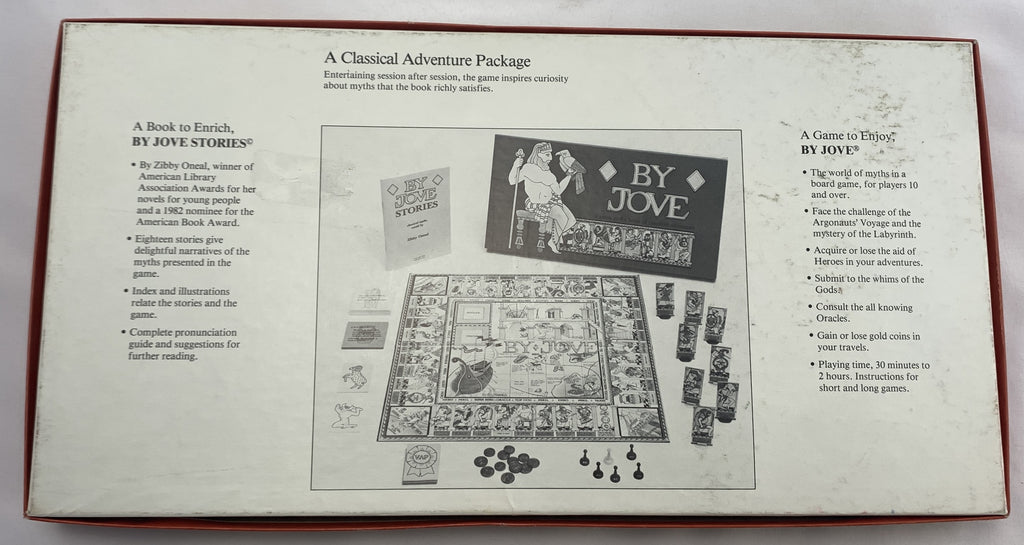 A Classical Adventure Package
Entertaining session after session, the game inspires curiosity
about myths that the book richly satisfies.
A Book to Enrich,
BY JOVE STORIES©
• By Zibby Oneal, winner of
American Library
Association Awards for her
novels for young people
and a 1982 nominee for the
American Book Award.
• Eighteen stories give
delightful narratives of the
myths presented in the
game.
• Index and illustrations
relate the stories and the
game.
• Complete pronunciation
guide and suggestions for
further reading.
BY
JOVE
STORIES
Zibby Oneal
BY
JOVE
BY JOVE
VAP
A Game to Enjoy,
BY JOVE®
• The world of myths in a
board game, for players 10
and over.
• Face the challenge of the
Argonauts' Voyage and the
mystery of the Labyrinth.
• Acquire or lose the aid of
Heroes in your adventures.
• Submit to the whims of the
Gods.
• Consult the all knowing
Oracles.
• Gain or lose gold coins in
your travels.
• Playing time, 30 minutes to
2 hours. Instructions for
short and long games.